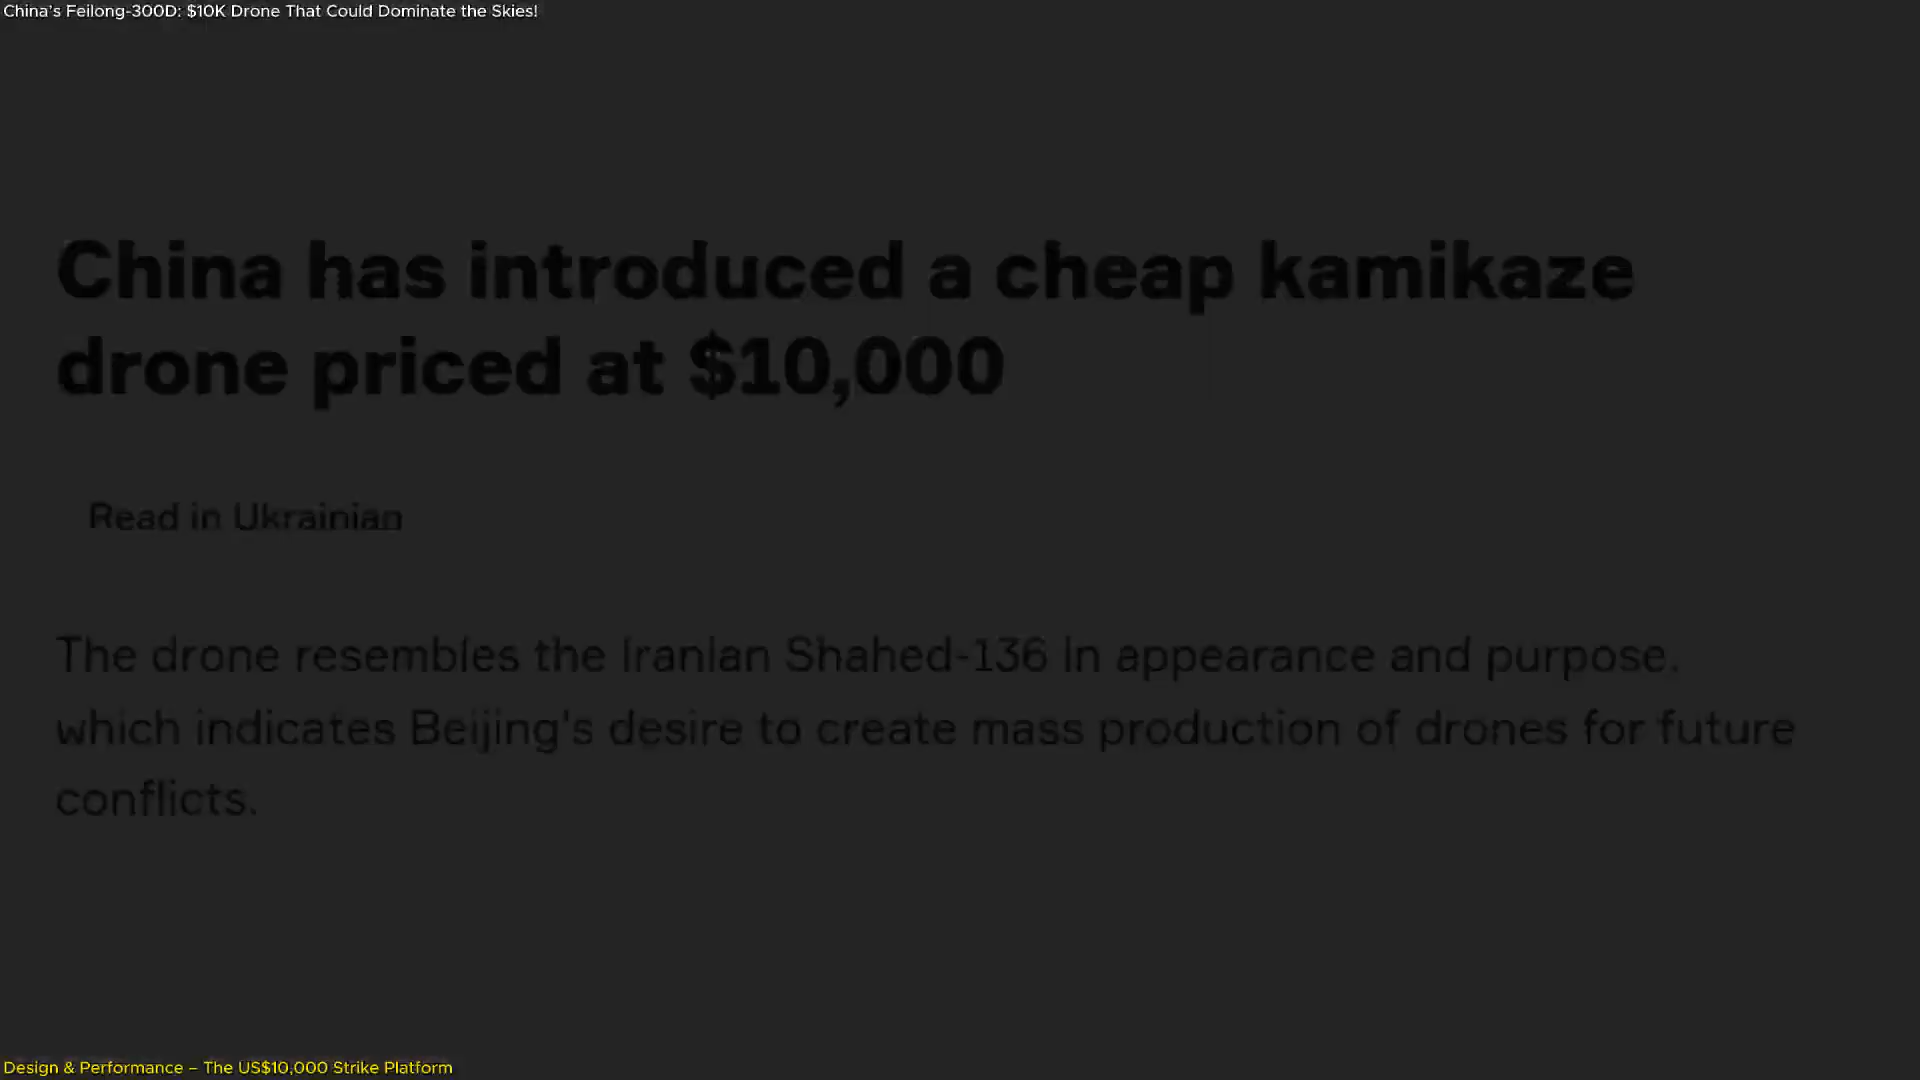 China's Feilong-300D: $10K Drone That Could Dominate the Skies!
China has introduced a cheap kamikaze
drone priced at $10,000
Read in Ukrainian
The drone resembles the Iranian Shahed-136 in appearance and purpose.
which indicates Beijing's desire to create mass production of drones for future
conflicts.
Design & Performance – The US$10,000 Strike Platform